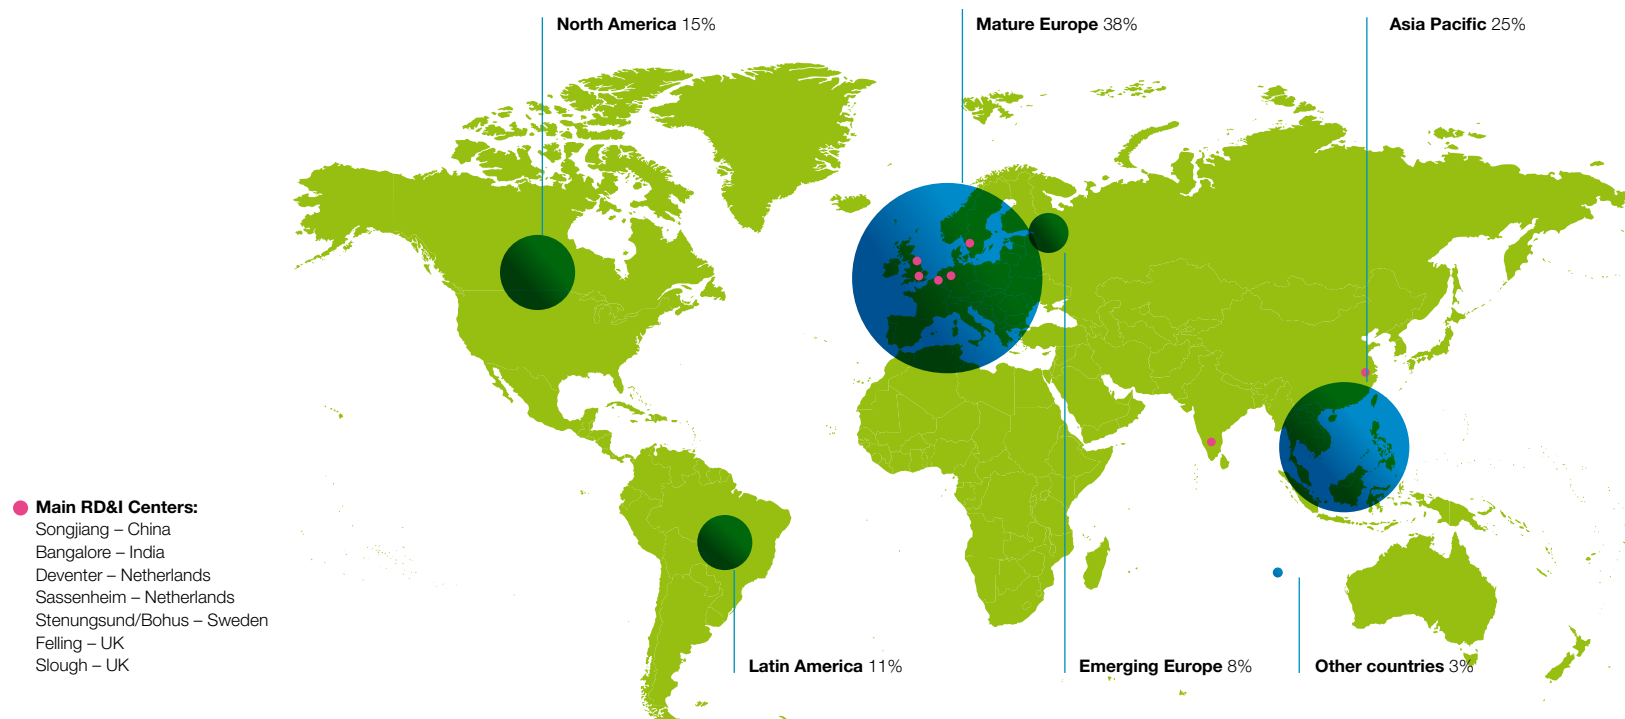 North America 15%
Mature Europe 38%
Asia Pacific 25%
Main RD&I Centers:
Songjiang – China
Bangalore – India
Deventer – Netherlands
Sassenheim – Netherlands
Stenungsund/Bohus – Sweden
Felling – UK
Slough – UK
Latin America 11%
Emerging Europe 8%
Other countries 3%